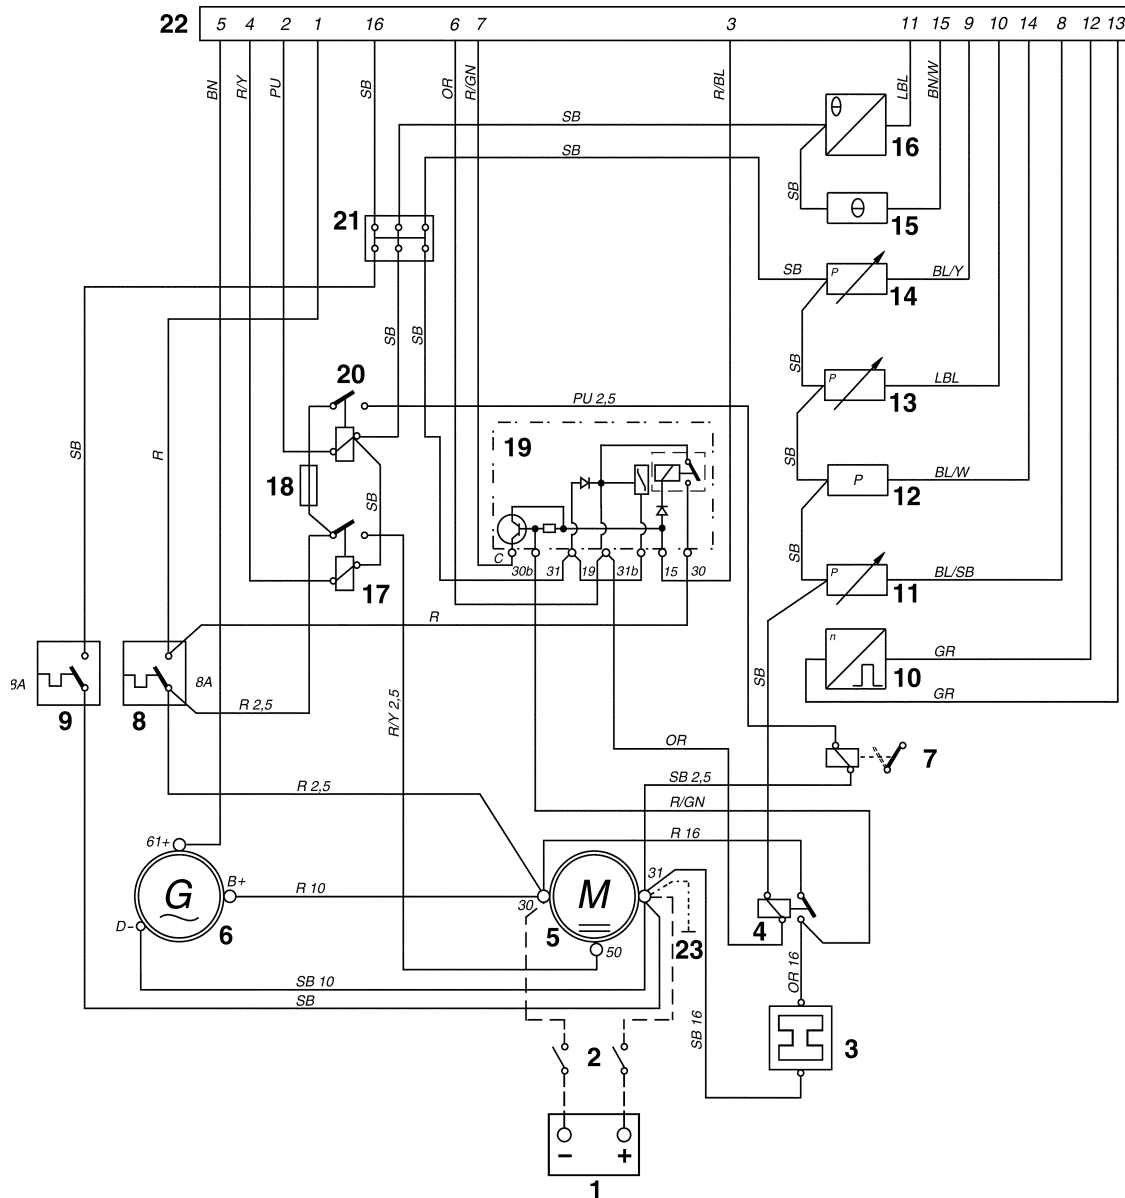 22 5 4 2 1 16 6 7 3 11 15 9 10 14 8 12 13
BN R/Y PU SB OR R/GN R/BL LBL BN/W
SB
16
SB
SB
θ
15
21
SB P BL/Y
14
SB SB
SB
20
P LBL
13
PU 2,5
SB
R
19
SB
P BL/W
12
18
SB
SB
C 30b 31 19 31b 15 30
P BL/SB
11
17
R
n GR
10
SB
8A 8A
R 2,5
GR
9 8
R/Y 2,5
OR
7
SB 2,5
R 2,5
R/GN
R 16
61+
G
B+
R 10
M
31
30
D-
6
5
50
23
4
SB 10
SB
OR 16
SB 16
2
3
− +
1